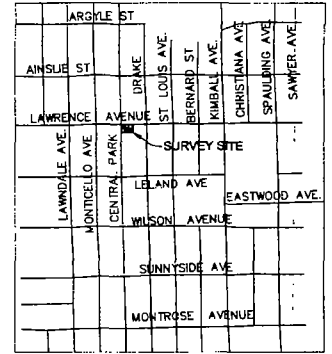 ARGYLE ST
AINSLIE ST
DRAKE
ST LOUIS AVE.
BERNARD ST
KIMBALL AVE.
CHRISTIANA AVE
SPAULDING AVE.
SAWYER AVE.
LAWRENCE AVENUE
SURVEY SITE
LAWNDALE AVE.
MONTICELLO AVE
CENTRAL PARK
LELAND AVE
EASTWOOD AVE.
WILSON AVENUE
SUNNYSIDE AVE
MONTROSE AVENUE